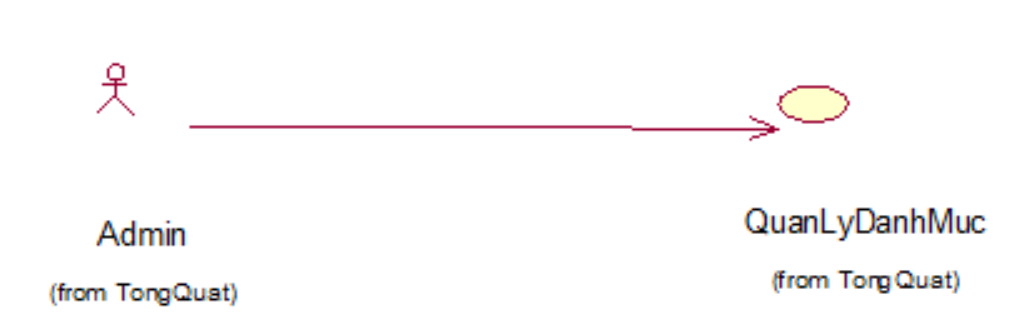 Admin
(from TongQuat)
QuanLyDanhMuc
(from TongQuat)